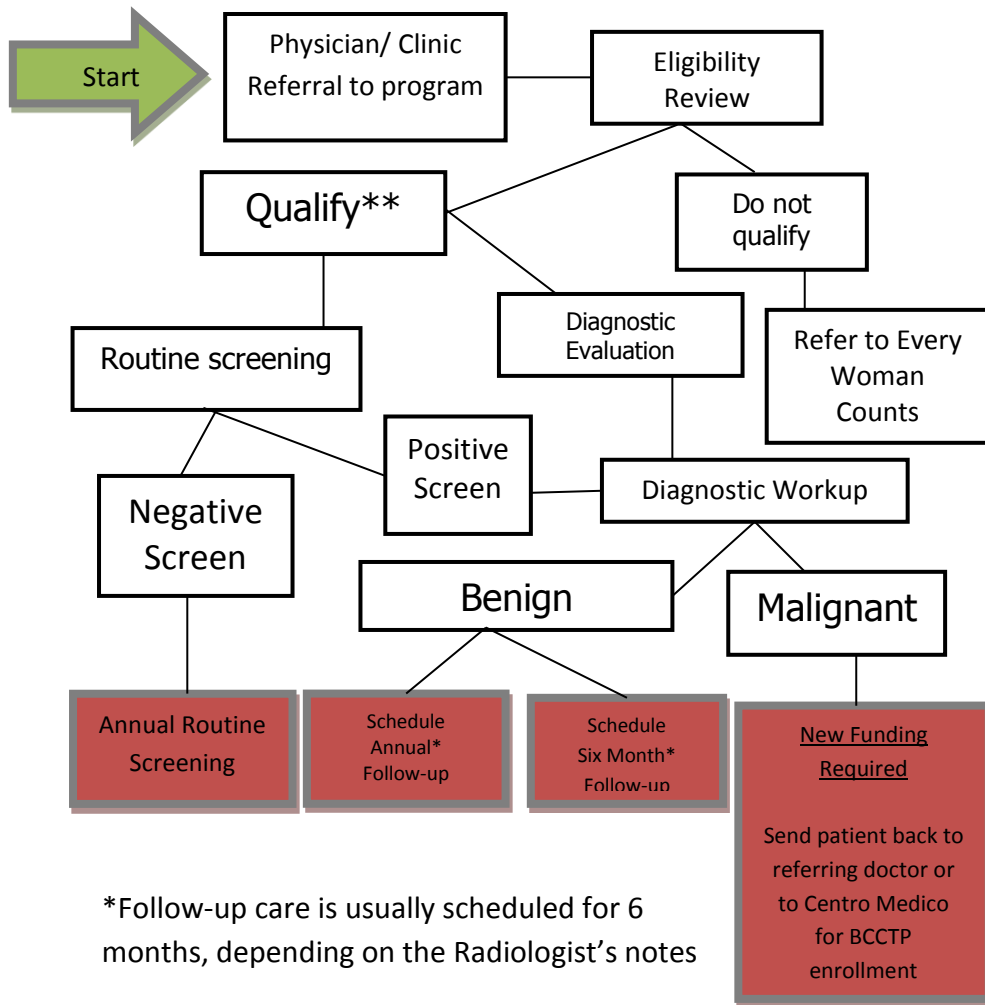 Start
Physician/ Clinic
Referral to program
Eligibility
Review
Qualify**
Do not
qualify
Routine screening
Diagnostic
Evaluation
Refer to Every
Woman
Counts
Positive
Screen
Diagnostic Workup
Negative
Screen
Benign
Malignant
Annual Routine
Screening
Schedule
Annual*
Follow-up
Schedule
Six Month*
Follow-up
New Funding
Required
Send patient back to
referring doctor or
to Centro Medico
for BCCTP
enrollment
*Follow-up care is usually scheduled for 6
months, depending on the Radiologist’s notes